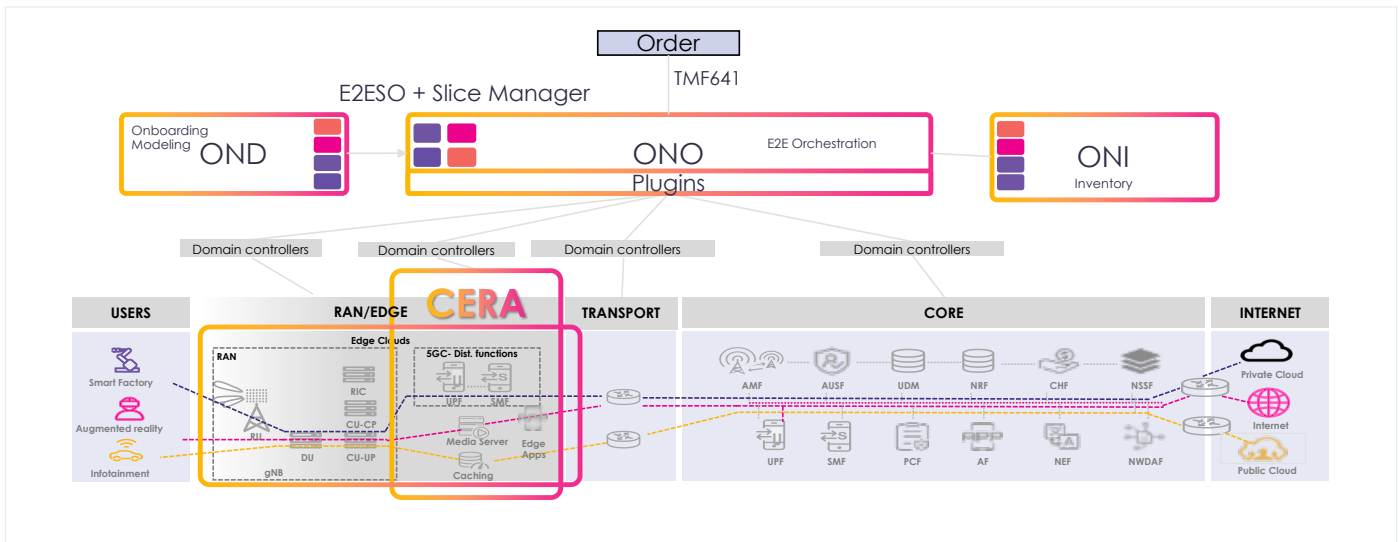 Order
TMF641
E2ESO + Slice Manager
Onboarding
Modeling
OND
ONO
E2E Orchestration
Plugins
ONI
Inventory
Domain controllers
Domain controllers
Domain controllers
Domain controllers
CERA
USERS
RAN/EDGE
TRANSPORT
CORE
INTERNET
Edge Clouds
RAN
5GC- Dist. functions
Smart Factory
RIC
UPF
SMF
AMF
AUSF
UDM
NRF
CHF
NSSF
Private Cloud
Augmented reality
RU
CU-CP
Media Server
Edge
Apps
Internet
Infotainment
DU
CU-UP
gNB
Caching
UPF
SMF
PCF
APP
AF
NEF
A
NWDAF
Public Cloud